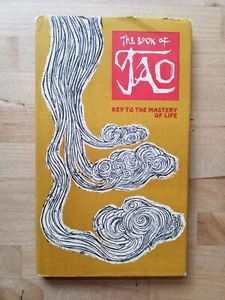 THE BOOK OF
TAO
KEY TO THE MASTERY
OF LIFE